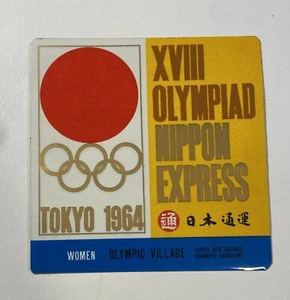 XVIII
OLYMPIAD
NIPPON
EXPRESS
TOKYO 1964
通 日本通運
WOMEN OLYMPIC VILLAGE